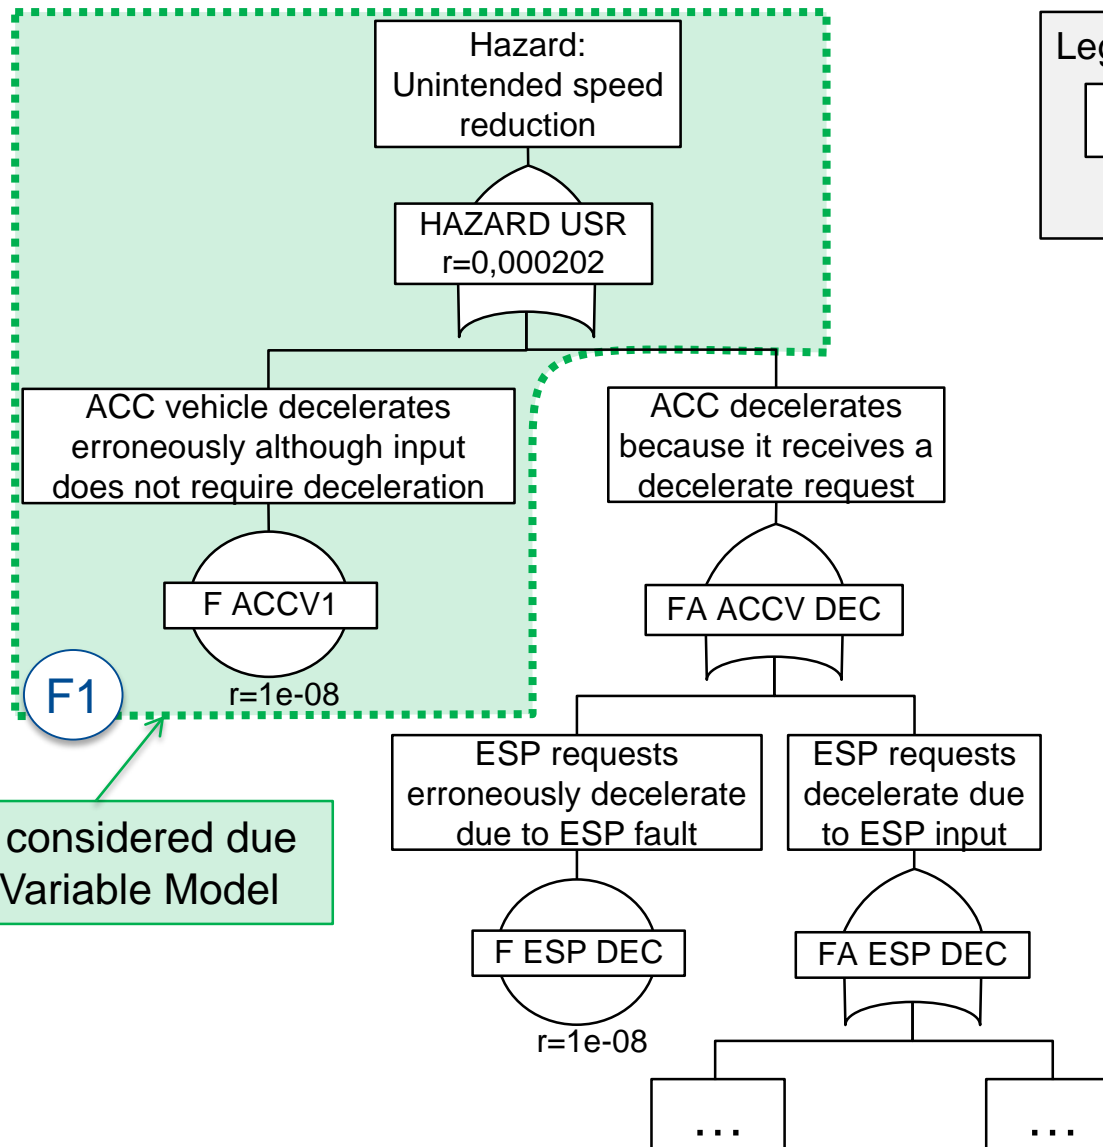 Hazard:
Unintended speed
reduction
HAZARD USR
r=0,000202
ACC vehicle decelerates
erroneously although input
does not require deceleration
F ACCV1
r=1e-08
F1
considered due
Variable Model
ACC decelerates
because it receives a
decelerate request
FA ACCV DEC
ESP requests
erroneously decelerate
due to ESP fault
F ESP DEC
r=1e-08
ESP requests
decelerate due
to ESP input
FA ESP DEC
...
...